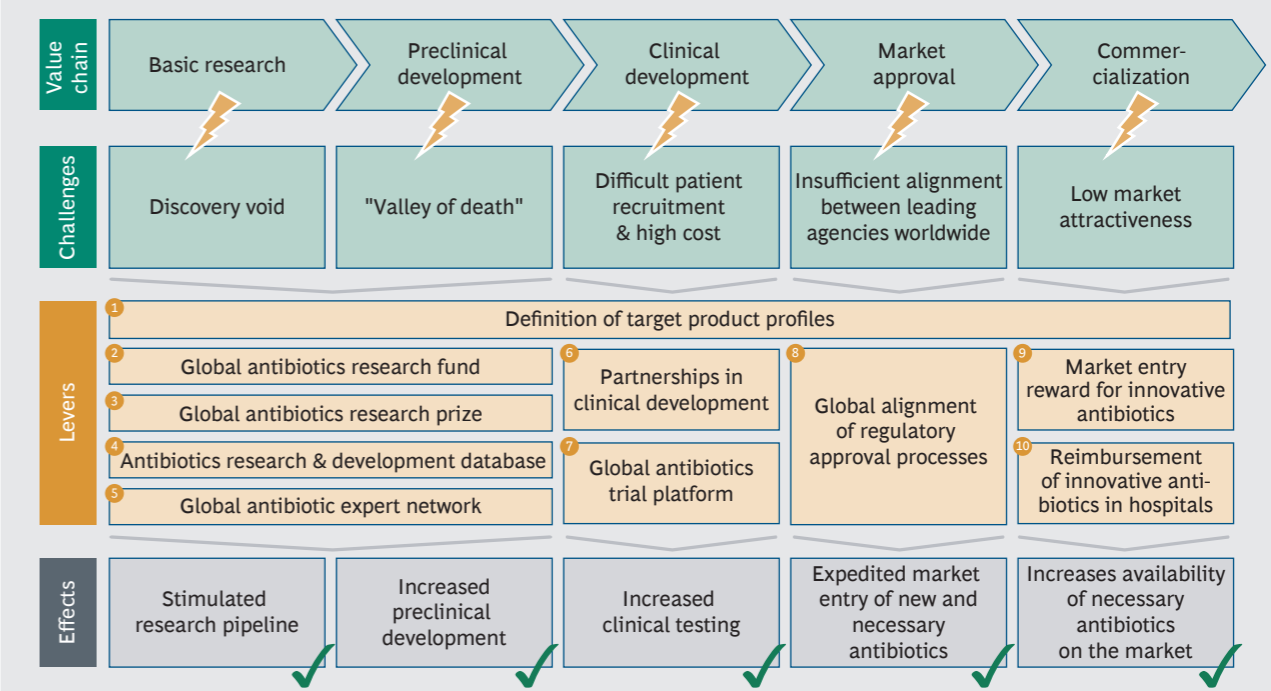 Value
chain
Basic research
Preclinical
development
Clinical
development
Market
approval
Commer-
cialization
Challenges
Discovery void
"Valley of death"
Difficult patient
recruitment
& high cost
Insufficient alignment
between leading
agencies worldwide
Low market
attractiveness
Levers
1
Definition of target product profiles
2
Global antibiotics research fund
3
Global antibiotics research prize
4
Antibiotics research & development database
5
Global antibiotic expert network
6
Partnerships in
clinical development
7
Global antibiotics
trial platform
8
Global alignment
of regulatory
approval processes
9
Market entry
reward for innovative
antibiotics
10
Reimbursement
of innovative anti-
biotics in hospitals
Effects
Stimulated
research pipeline
Increased
preclinical
development
Increased
clinical testing
Expedited market
entry of new and
necessary
antibiotics
Increases availability
of necessary
antibiotics
on the market